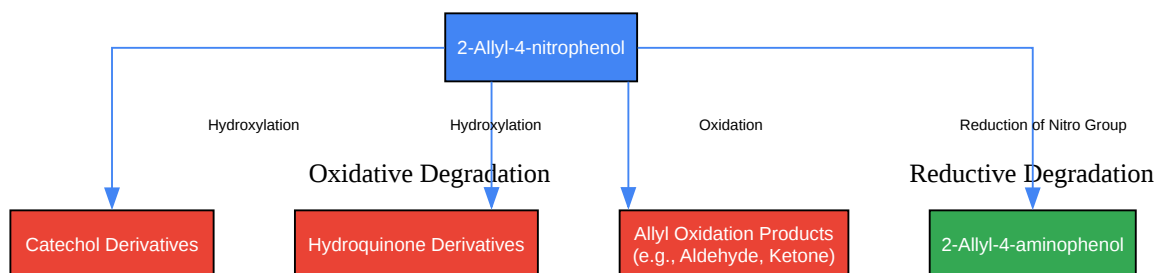 2-Allyl-4-nitrophenol
Hydroxylation
Hydroxylation
Oxidation
Reduction of Nitro Group
Oxidative Degradation
Reductive Degradation
Catechol Derivatives
Hydroquinone Derivatives
Allyl Oxidation Products
(e.g., Aldehyde, Ketone)
2-Allyl-4-aminophenol